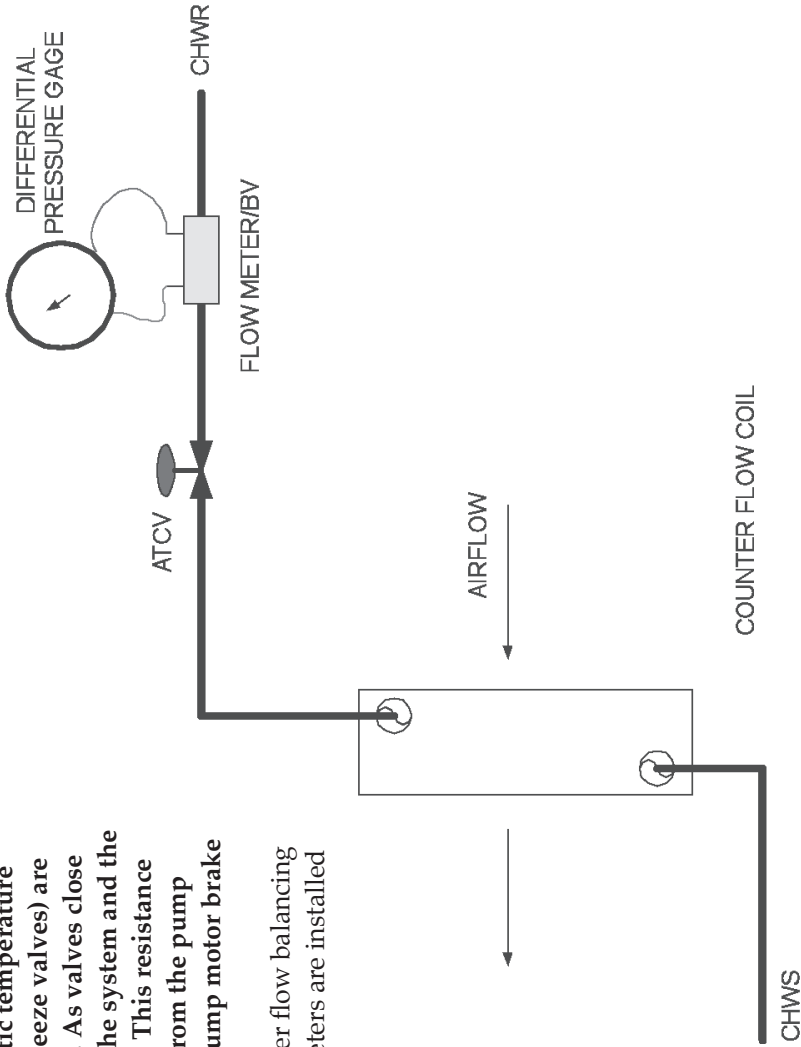 tic temperature
eeze valves) are
. As valves close
he system and the
This resistance
rom the pump
ump motor brake
er flow balancing
eters are installed
DIFFERENTIAL
PRESSURE GAGE
CHWR
FLOW METER/BV
ATCV
AIRFLOW
COUNTER FLOW COIL
CHWS